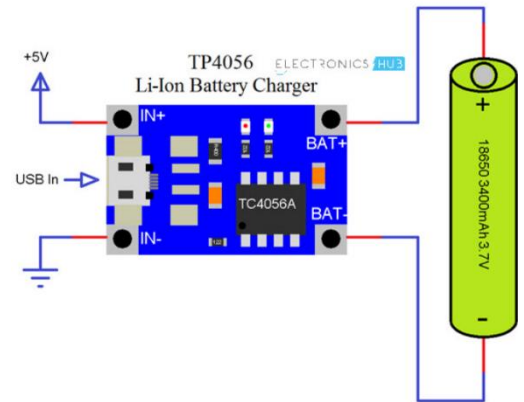 TP4056
ELECTRONICS HUB
Li-Ion Battery Charger
+5V
IN+
BAT+
USB In
TC4056A
BAT-
IN-
+
18650 3400mAh 3.7V
-